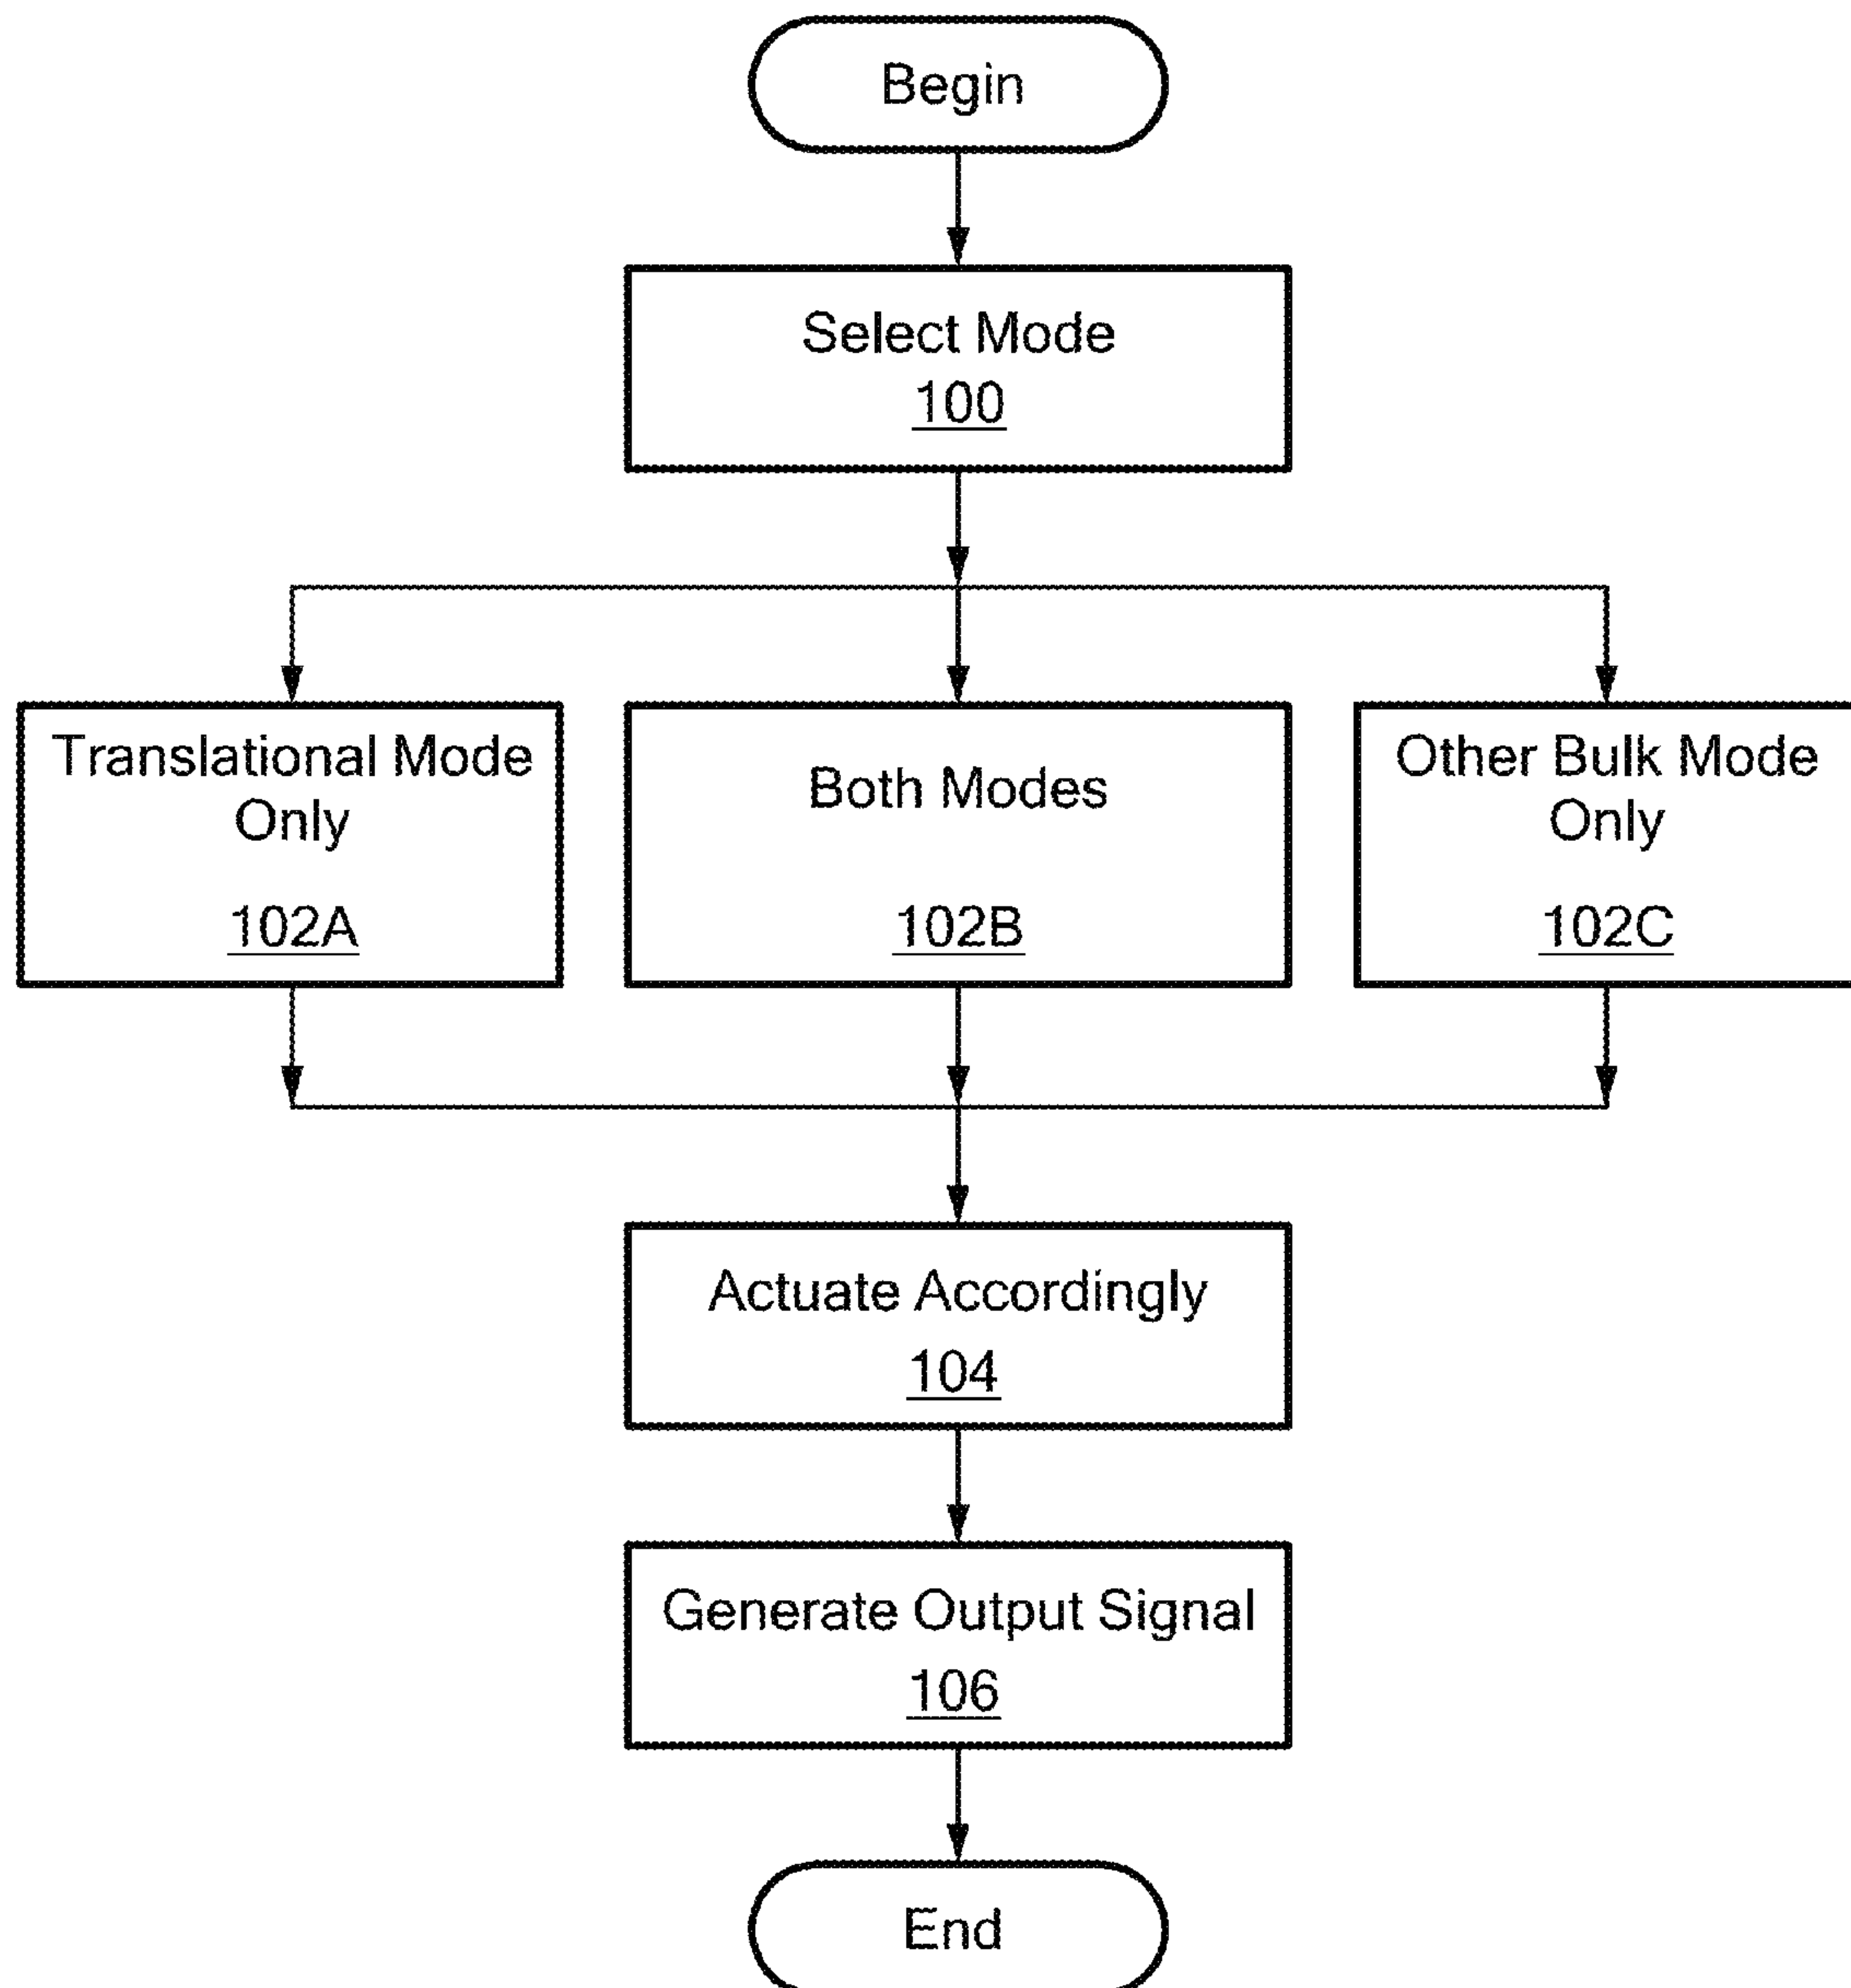 Begin
Select Mode
100
Translational Mode
Only
102A
Both Modes
102B
Other Bulk Mode
Only
102C
Actuate Accordingly
104
Generate Output Signal
106
End